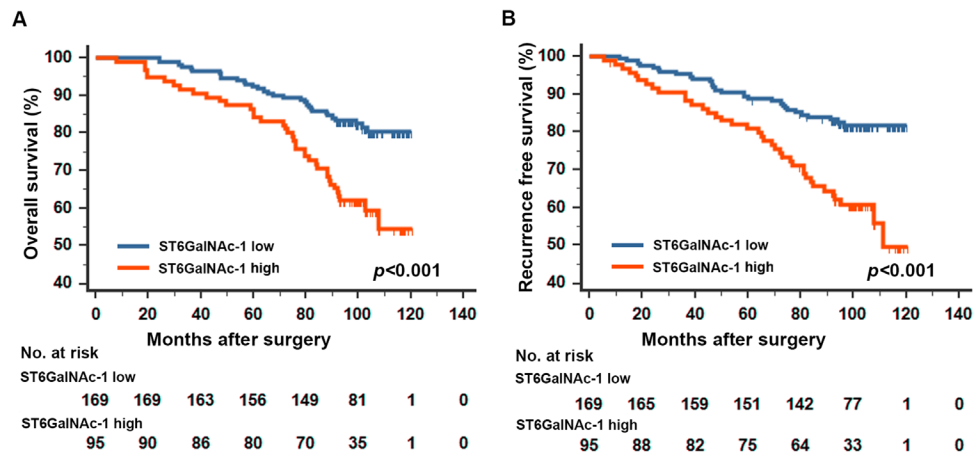 A
Overall survival (%)
100
90
80
70
60
50
40
ST6GalNAc-1 low
ST6GALNAC-1 high
p<0.001
0 20 40 60 80 100 120 140
Months after surgery
No. at risk
ST6GALNAc-1 low
169 169 163 156 149 81 1 0
ST6GALNAC-1 high
95 90 86 80 70 35 1 0
B
Recurrence free survival (%)
100
90
80
70
60
50
40
ST6GalNAc-1 low
ST6GALNAC-1 high
p<0.001
0 20 40 60 80 100 120 140
Months after surgery
No. at risk
ST6GALNAc-1 low
169 165 159 151 142 77 1 0
ST6GALNAC-1 high
95 88 82 75 64 33 1 0